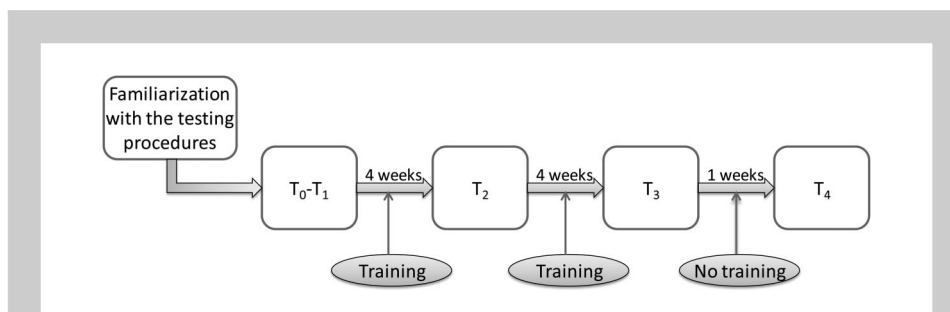 Familiarization
with the testing
procedures
T₀-T₁
4 weeks
T₂
4 weeks
T₃
1 weeks
T₄
Training
Training
No training